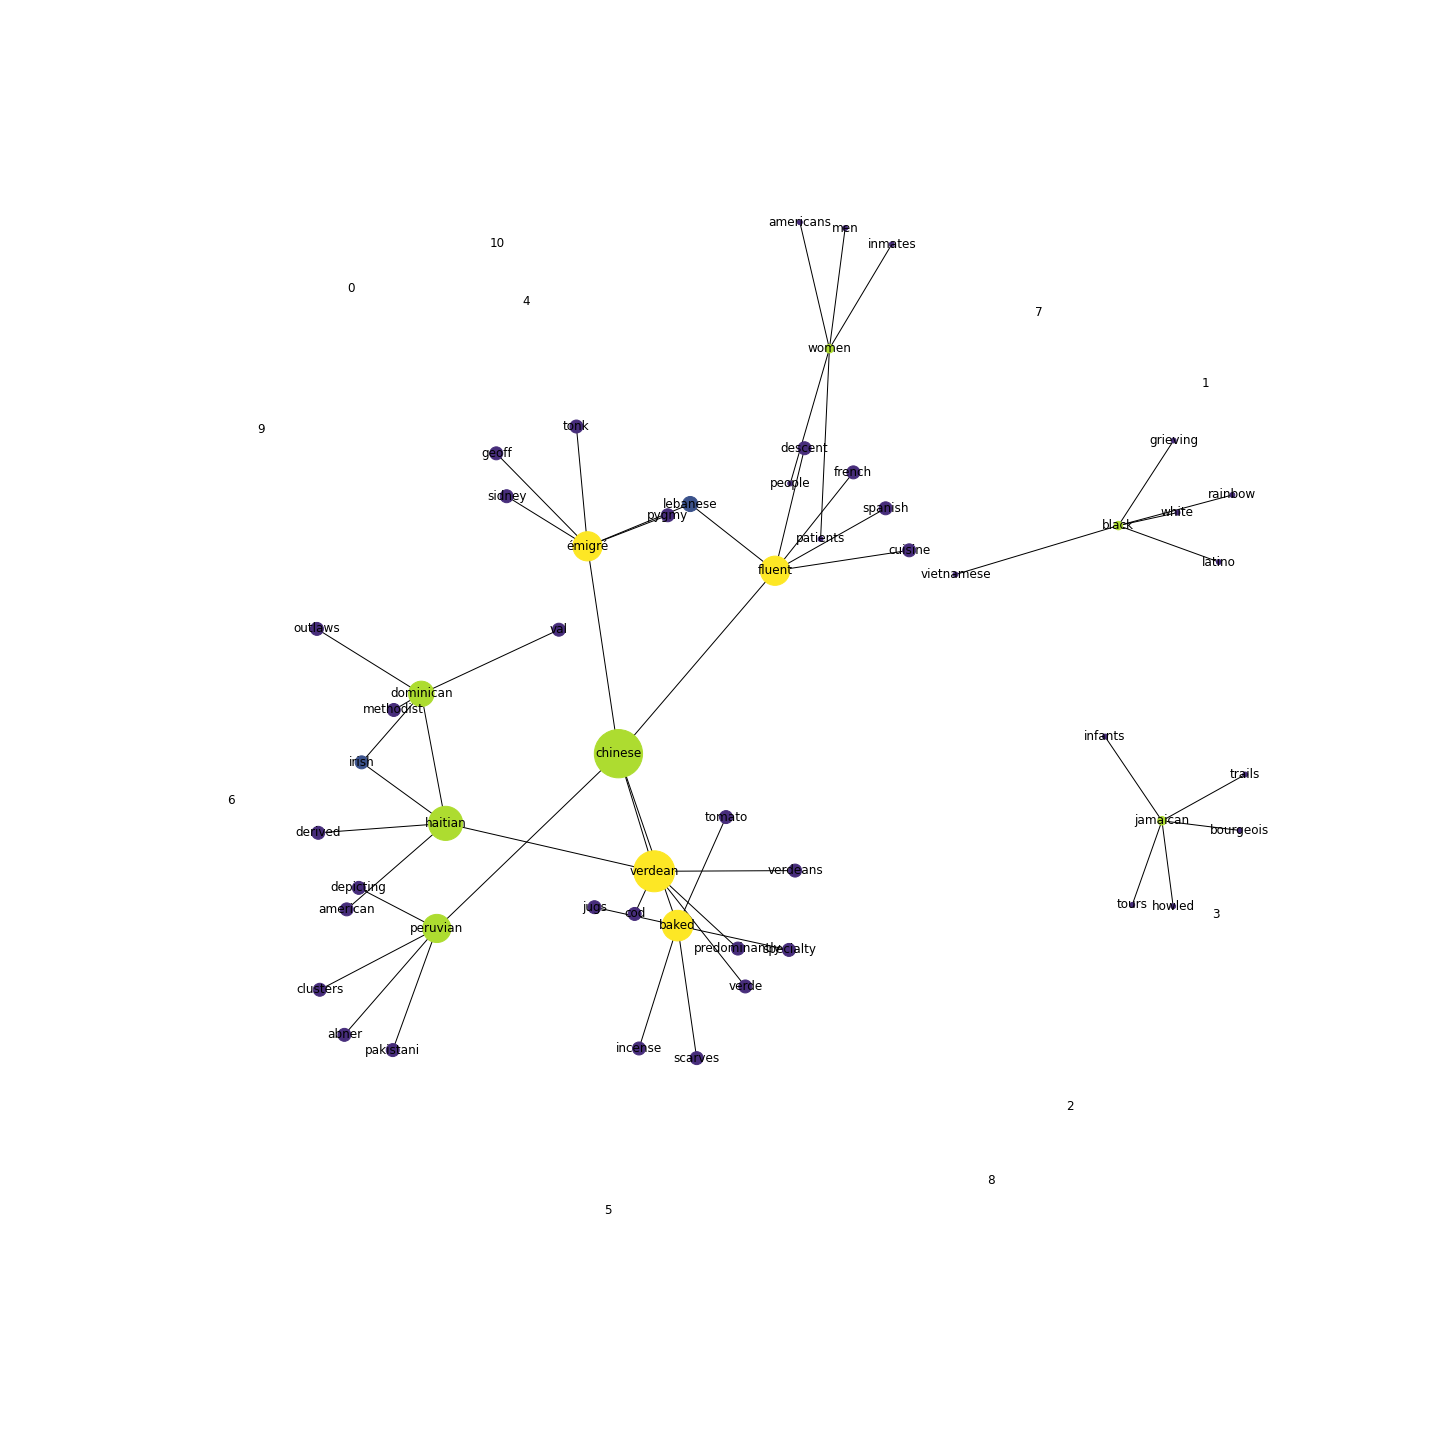 americans
men
inmates
10
0
4
7
women
1
9
tonk
grieving
geoff
descent
people
french
sidney
lebanese
rainbow
pygmy
spanish
white
black
patients
émigré
cuisine
latino
fluent
vietnamese
outlaws
val
dominican
methodist
infants
chinese
irish
trails
6
tomato
jamaican
haitian
bourgeois
derived
verdean
verdeans
depicting
tours
howled
jugs
american
cod
3
baked
peruvian
predominantly
specialty
verde
clusters
abner
incense
pakistani
scarves
2
8
5